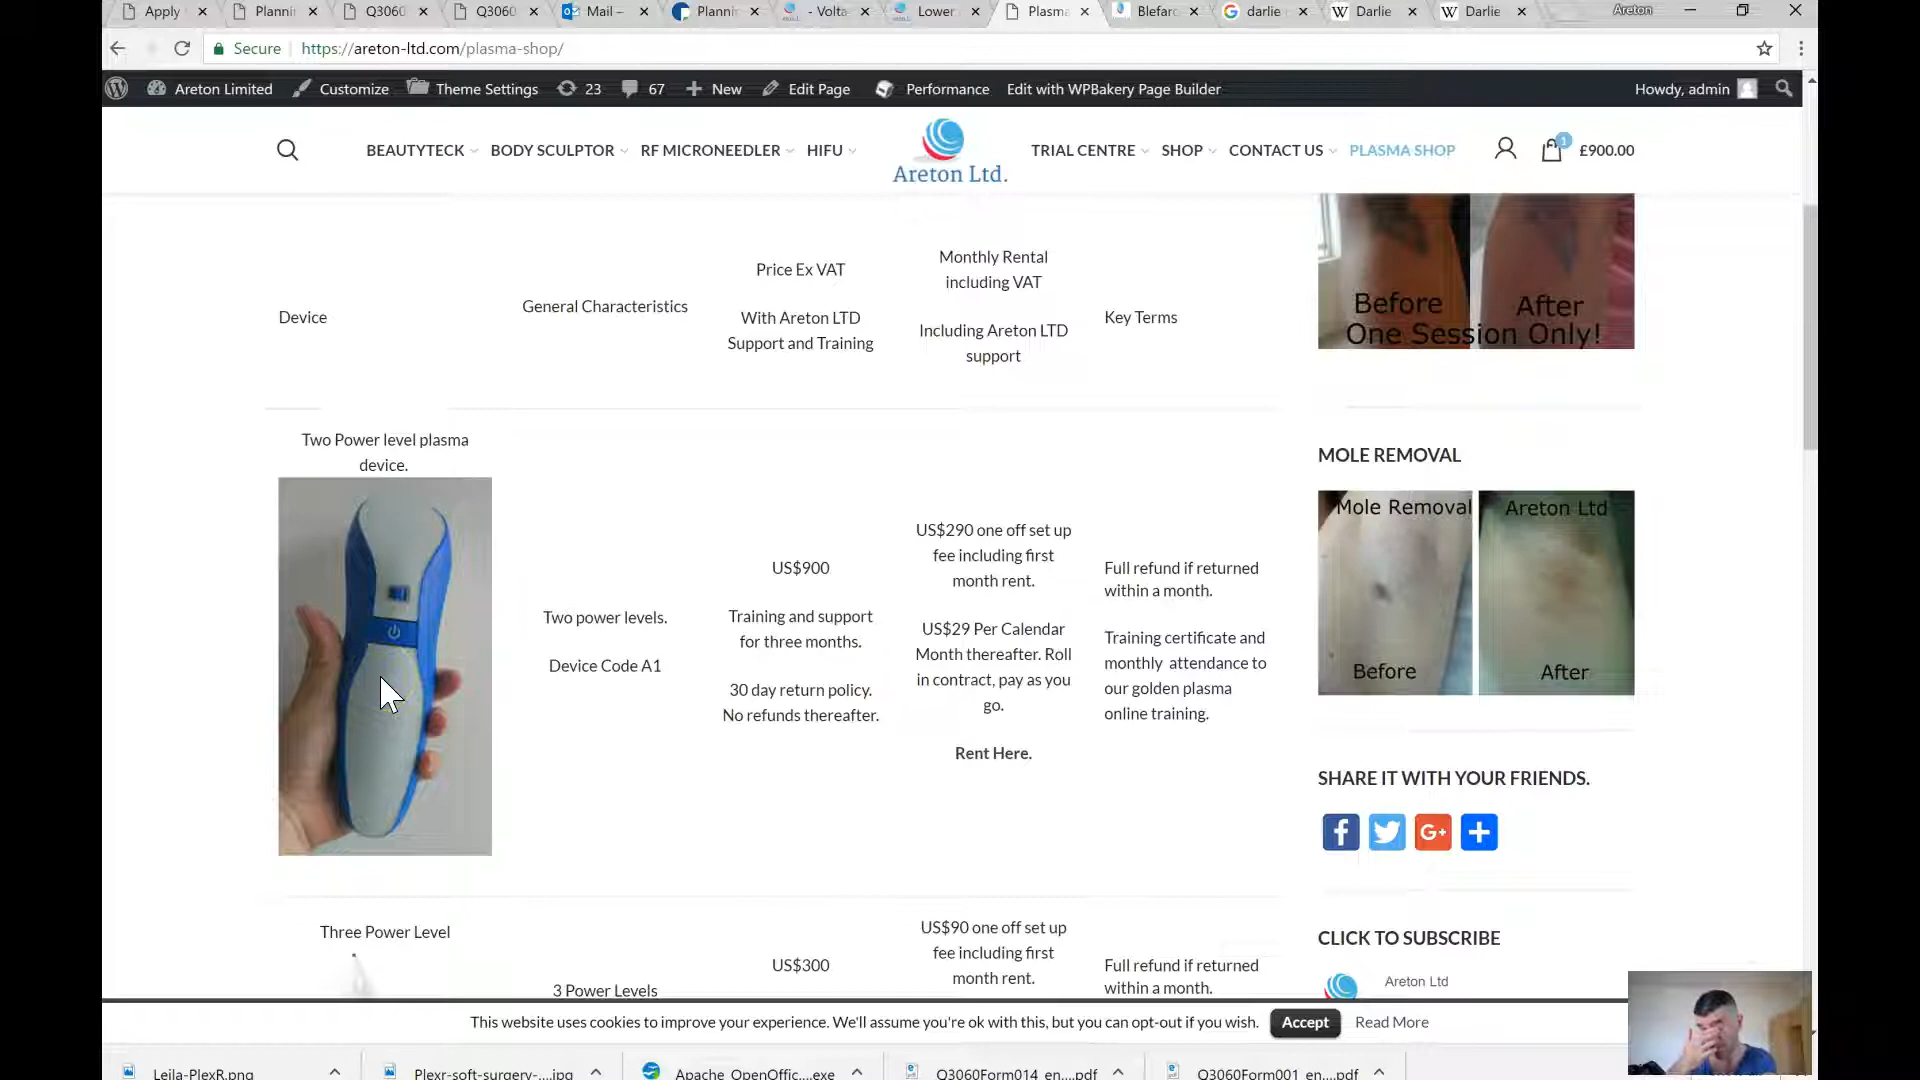 Apply
Plannin
Q3060
Q3060
Mail –
Plannin
- Volta
Lower
Plasma
Blefaro
darlie
Darlie
Darlie
Areton
Secure
https://areton-ltd.com/plasma-shop/
Areton Limited
Customize
Theme Settings
23
67
New
Edit Page
Performance
Edit with WPBakery Page Builder
Howdy, admin
BEAUTYTECK
BODY SCULPTOR
RF MICRONEEDLER
HIFU
Areton Ltd.
TRIAL CENTRE
SHOP
CONTACT US
PLASMA SHOP
1
£900.00
Device
General Characteristics
Price Ex VAT
With Areton LTD
Support and Training
Monthly Rental
including VAT
Including Areton LTD
support
Key Terms
Before
After
One Session Only!
Two Power level plasma
device.
Two power levels.
Device Code A1
US$900
Training and support
for three months.
30 day return policy.
No refunds thereafter.
US$290 one off set up
fee including first
month rent.
US$29 Per Calendar
Month thereafter. Roll
in contract, pay as you
go.
Rent Here.
Full refund if returned
within a month.
Training certificate and
monthly attendance to
our golden plasma
online training.
MOLE REMOVAL
Mole Removal
Areton Ltd
Before
After
SHARE IT WITH YOUR FRIENDS.
CLICK TO SUBSCRIBE
Areton Ltd
Three Power Level
3 Power Levels
US$300
US$90 one off set up
fee including first
month rent.
Full refund if returned
within a month.
This website uses cookies to improve your experience. We'll assume you're ok with this, but you can opt-out if you wish.
Accept
Read More
Leila-PlexR.png
Plexr-soft-surgery-....jpg
Apache_OpenOffic....exe
Q3060Form014_en....pdf
Q3060Form001_en....pdf